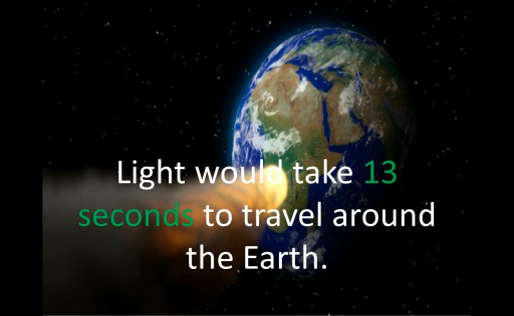 Light would take 13
seconds to travel around
the Earth.